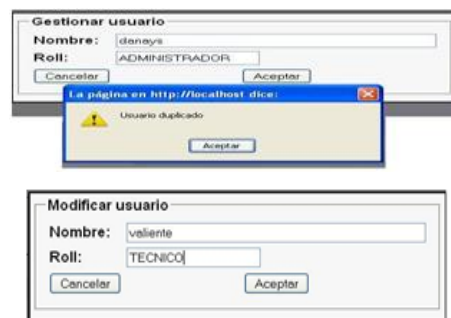 Gestionar usuario
Nombre: danays
Roll: ADMINISTRADOR
Cancelar Aceptar
La página en http://localhost dice:
Usuario duplicado
Aceptar
Modificar usuario
Nombre: valiente
Roll: TECNICO
Cancelar Aceptar